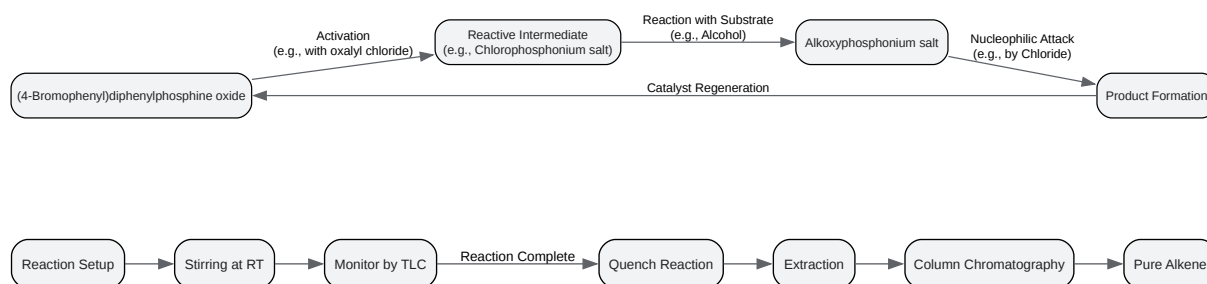 Activation
(e.g., with oxalyl chloride)
Reactive Intermediate
(e.g., Chlorophosphonium salt)
Reaction with Substrate
(e.g., Alcohol)
Alkoxyphosphonium salt
Nucleophilic Attack
(e.g., by Chloride)
(4-Bromophenyl)diphenylphosphine oxide
Catalyst Regeneration
Product Formation
Reaction Setup
Stirring at RT
Monitor by TLC
Reaction Complete
Quench Reaction
Extraction
Column Chromatography
Pure Alkene